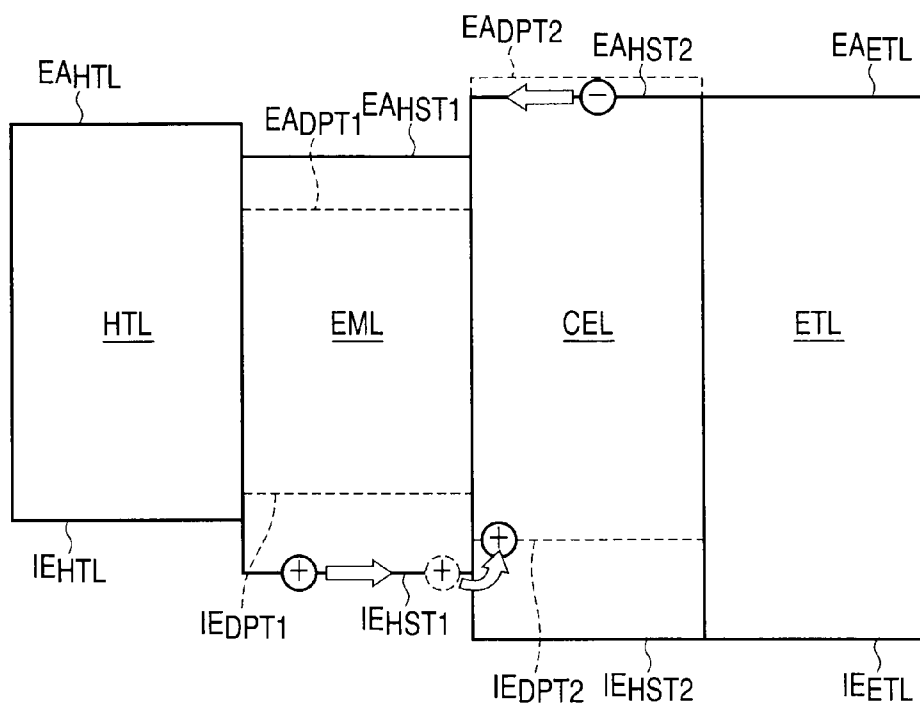 EADPT2
EAHTL EAHST2 EAETL
EADPT1 EAHST1
−
HTL EML CEL ETL
+ + +
IEHTL
IEDPT1 IEHST1
IEDPT2 IEHST2 IEETL